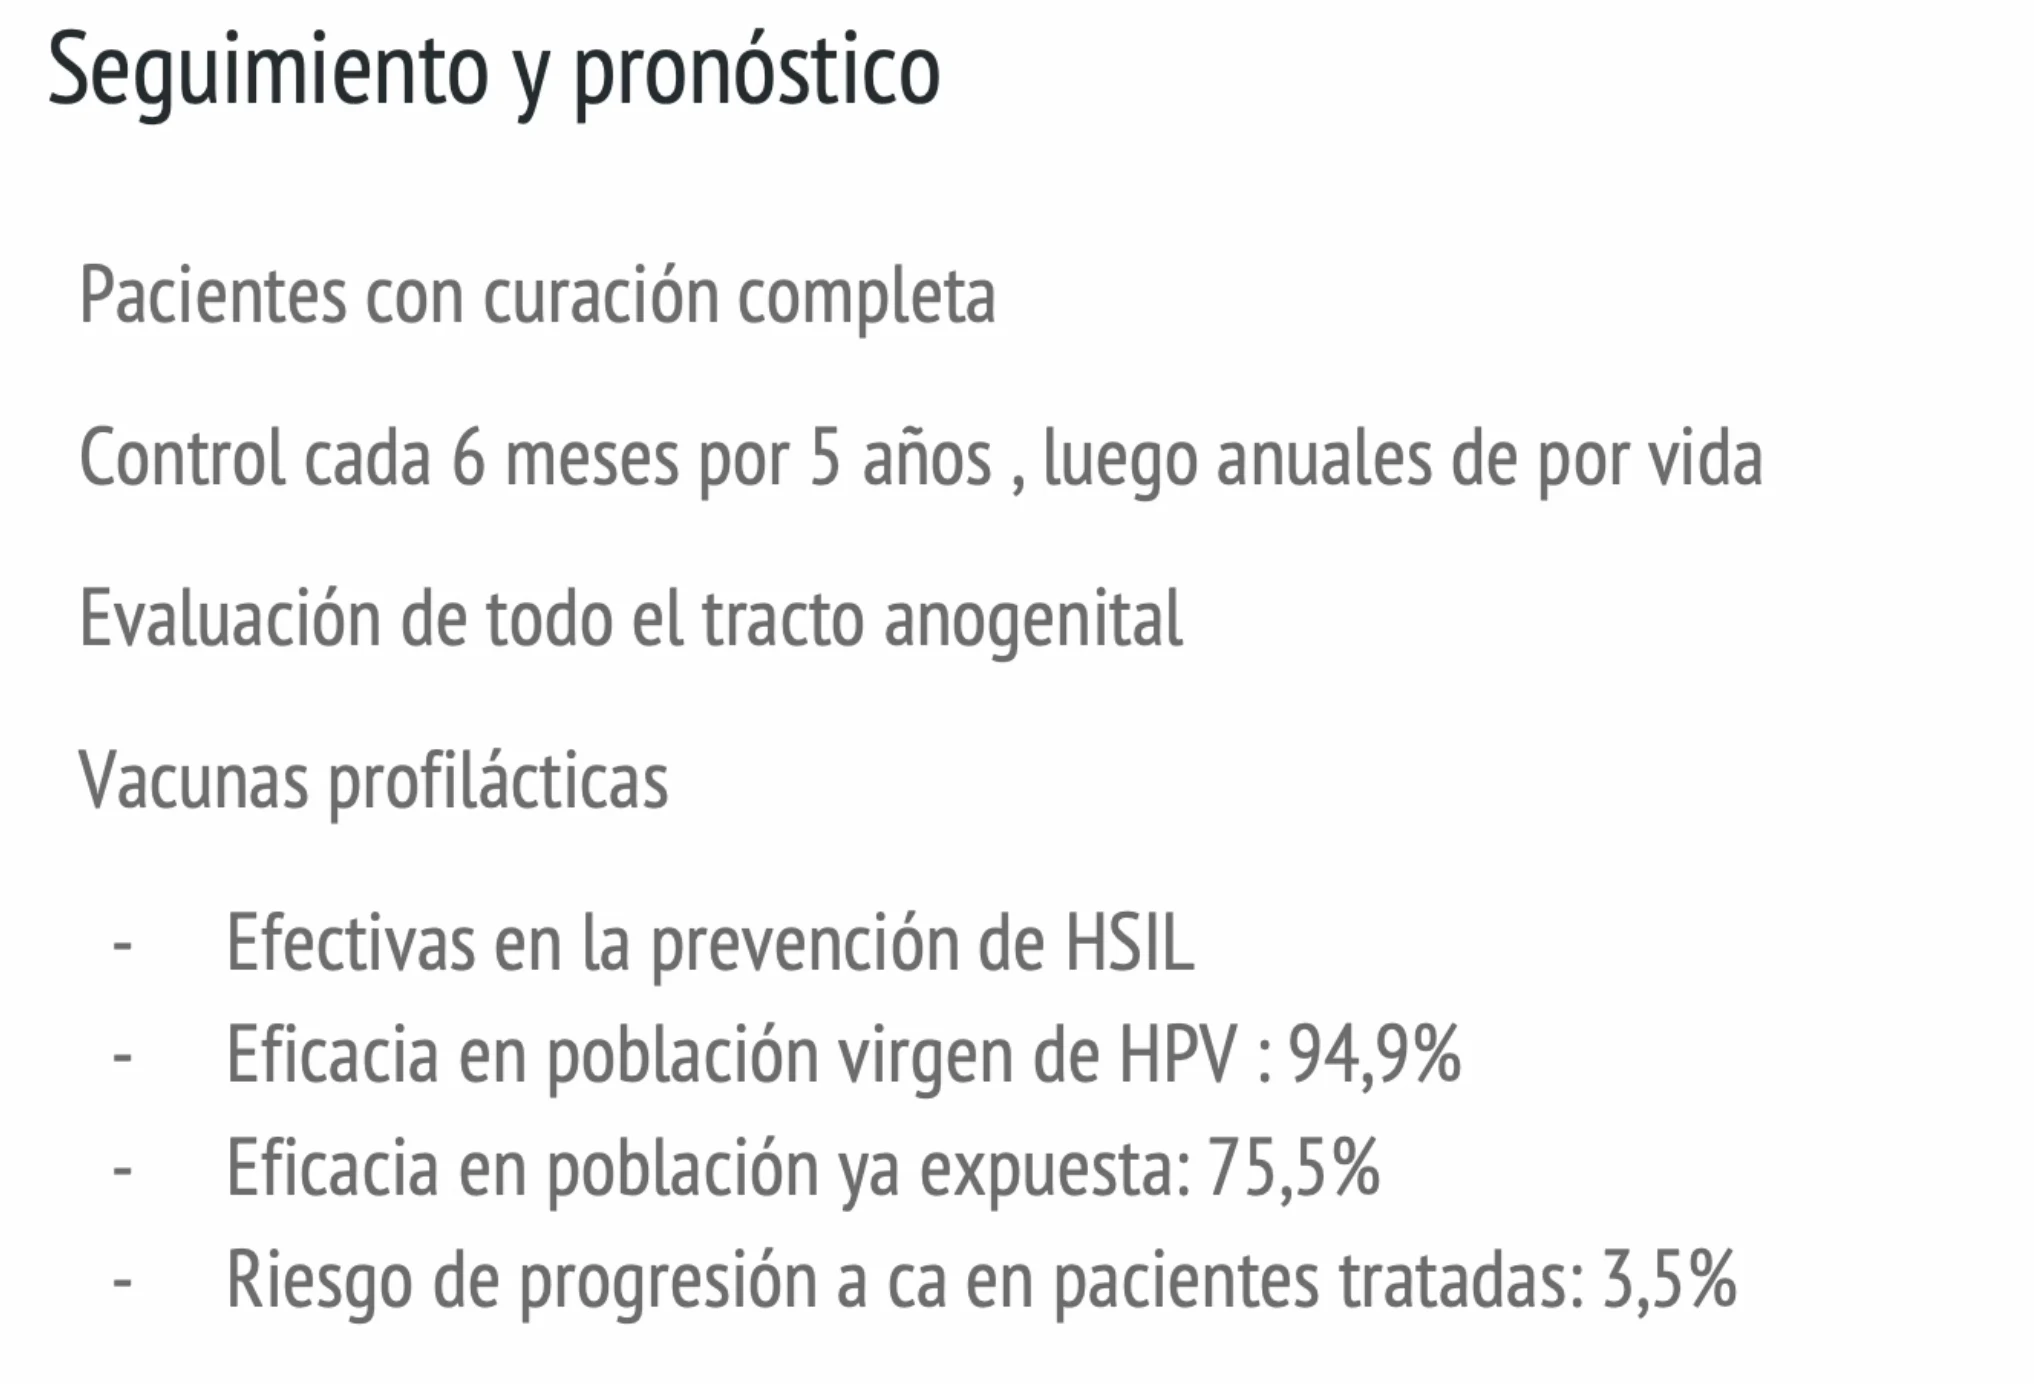 Seguimiento y pronóstico
Pacientes con curación completa
Control cada 6 meses por 5 años , luego anuales de por vida
Evaluación de todo el tracto anogenital
Vacunas profilácticas
- Efectivas en la prevención de HSIL
- Eficacia en población virgen de HPV : 94,9%
- Eficacia en población ya expuesta: 75,5%
- Riesgo de progresión a ca en pacientes tratadas: 3,5%